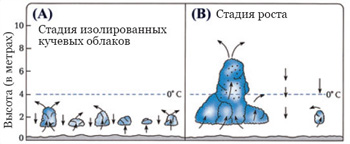 (A)
Стадия изолированных
кучевых облаков
(B) Стадия роста
Высота (в метрах)
10
8
6
4
2
0
0° C
0° C